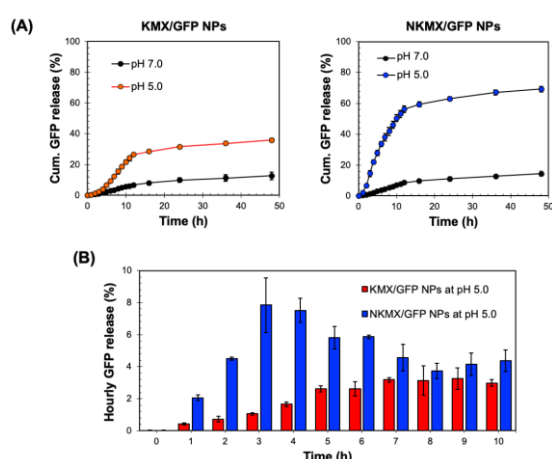 (A)
KMX/GFP NPs
NKMX/GFP NPs
Cum. GFP release (%)
100
80
60
40
20
0
pH 7.0
pH 5.0
0 10 20 30 40 50
Time (h)
Cum. GFP release (%)
100
80
60
40
20
0
pH 7.0
pH 5.0
0 10 20 30 40 50
Time (h)
(B)
Hourly GFP release (%)
10
8
6
4
2
0
KMX/GFP NPs at pH 5.0
NKMX/GFP NPs at pH 5.0
0 1 2 3 4 5 6 7 8 9 10
Time (h)